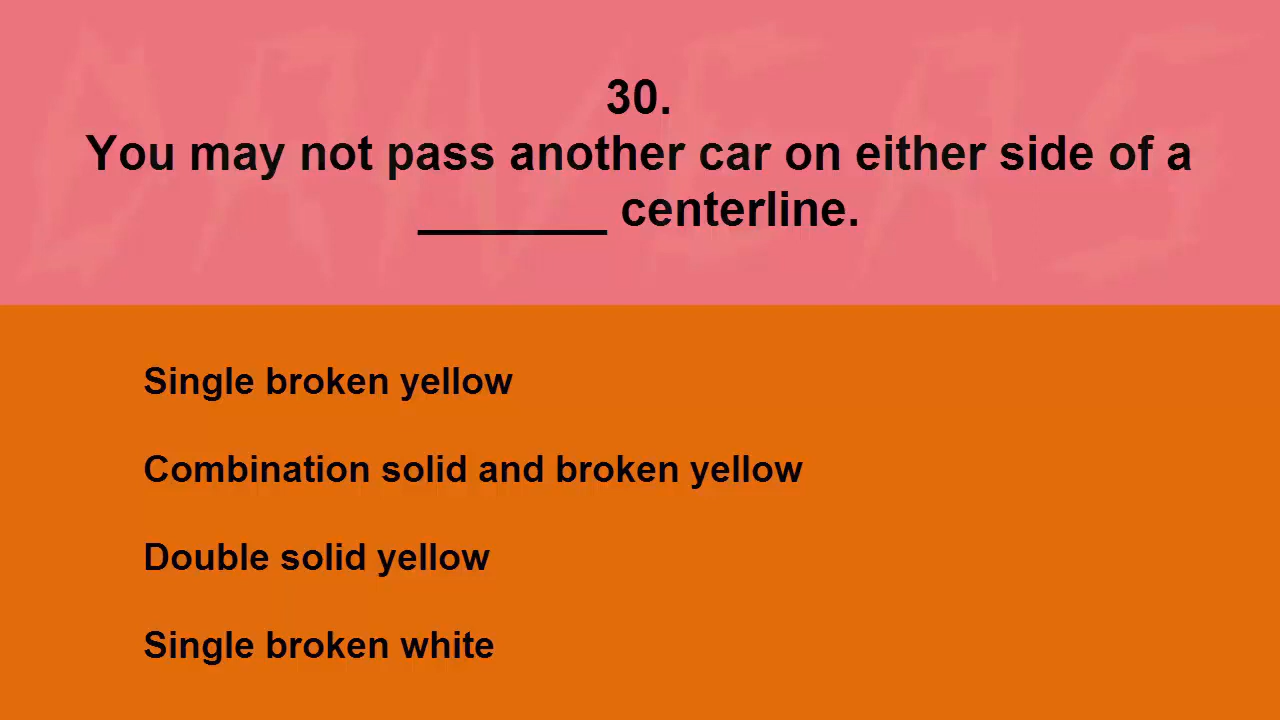 30.
You may not pass another car on either side of a
_______ centerline.
Single broken yellow
Combination solid and broken yellow
Double solid yellow
Single broken white